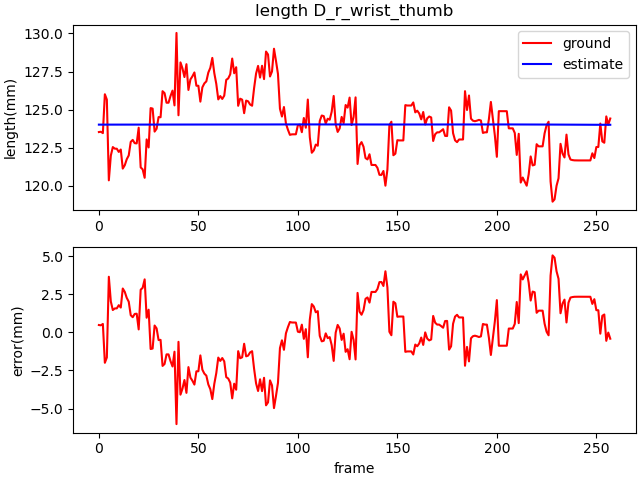 length D_r_wrist_thumb
length(mm)
130.0
127.5
125.0
122.5
120.0
ground
estimate
0 50 100 150 200 250
error(mm)
5.0
2.5
0.0
−2.5
−5.0
0 50 100 150 200 250
frame